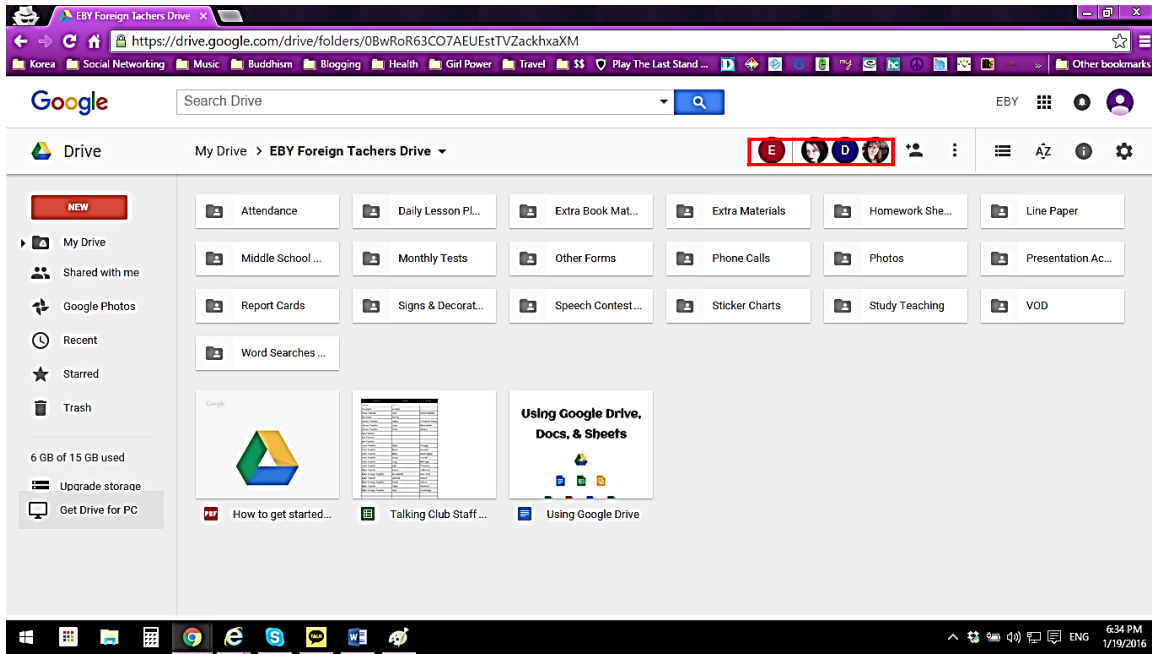 EBY Foreign Tachers Drive
https://drive.google.com/drive/folders/0BwRoR63CO7AEUEstTVZackhxaXM
Korea Social Networking Music Buddhism Blogging Health Girl Power Travel $$ Play The Last Stand ... » Other bookmarks
Google Search Drive EBY
Drive My Drive > EBY Foreign Tachers Drive E D AZ
NEW
My Drive
Shared with me
Google Photos
Recent
Starred
Trash
6 GB of 15 GB used
Upgrade storage
Get Drive for PC
Attendance Daily Lesson Pl... Extra Book Mat... Extra Materials Homework She... Line Paper
Middle School ... Monthly Tests Other Forms Phone Calls Photos Presentation Ac...
Report Cards Signs & Decorat... Speech Contest ... Sticker Charts Study Teaching VOD
Word Searches ...
Google
Using Google Drive,
Docs, & Sheets
PDF How to get started... Talking Club Staff ... Using Google Drive
TALK ENG 6:34 PM
1/19/2016